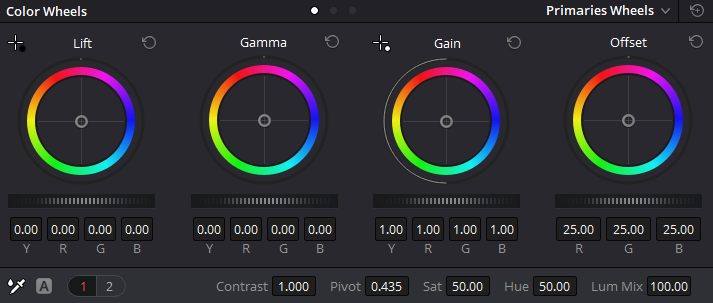 Color Wheels Primaries Wheels
Lift Gamma Gain Offset
0.00 0.00 0.00 0.00 0.00 0.00 0.00 0.00 1.00 1.00 1.00 1.00 25.00 25.00 25.00
Y R G B Y R G B Y R G B R G B
A 1 2 Contrast 1.000 Pivot 0.435 Sat 50.00 Hue 50.00 Lum Mix 100.00